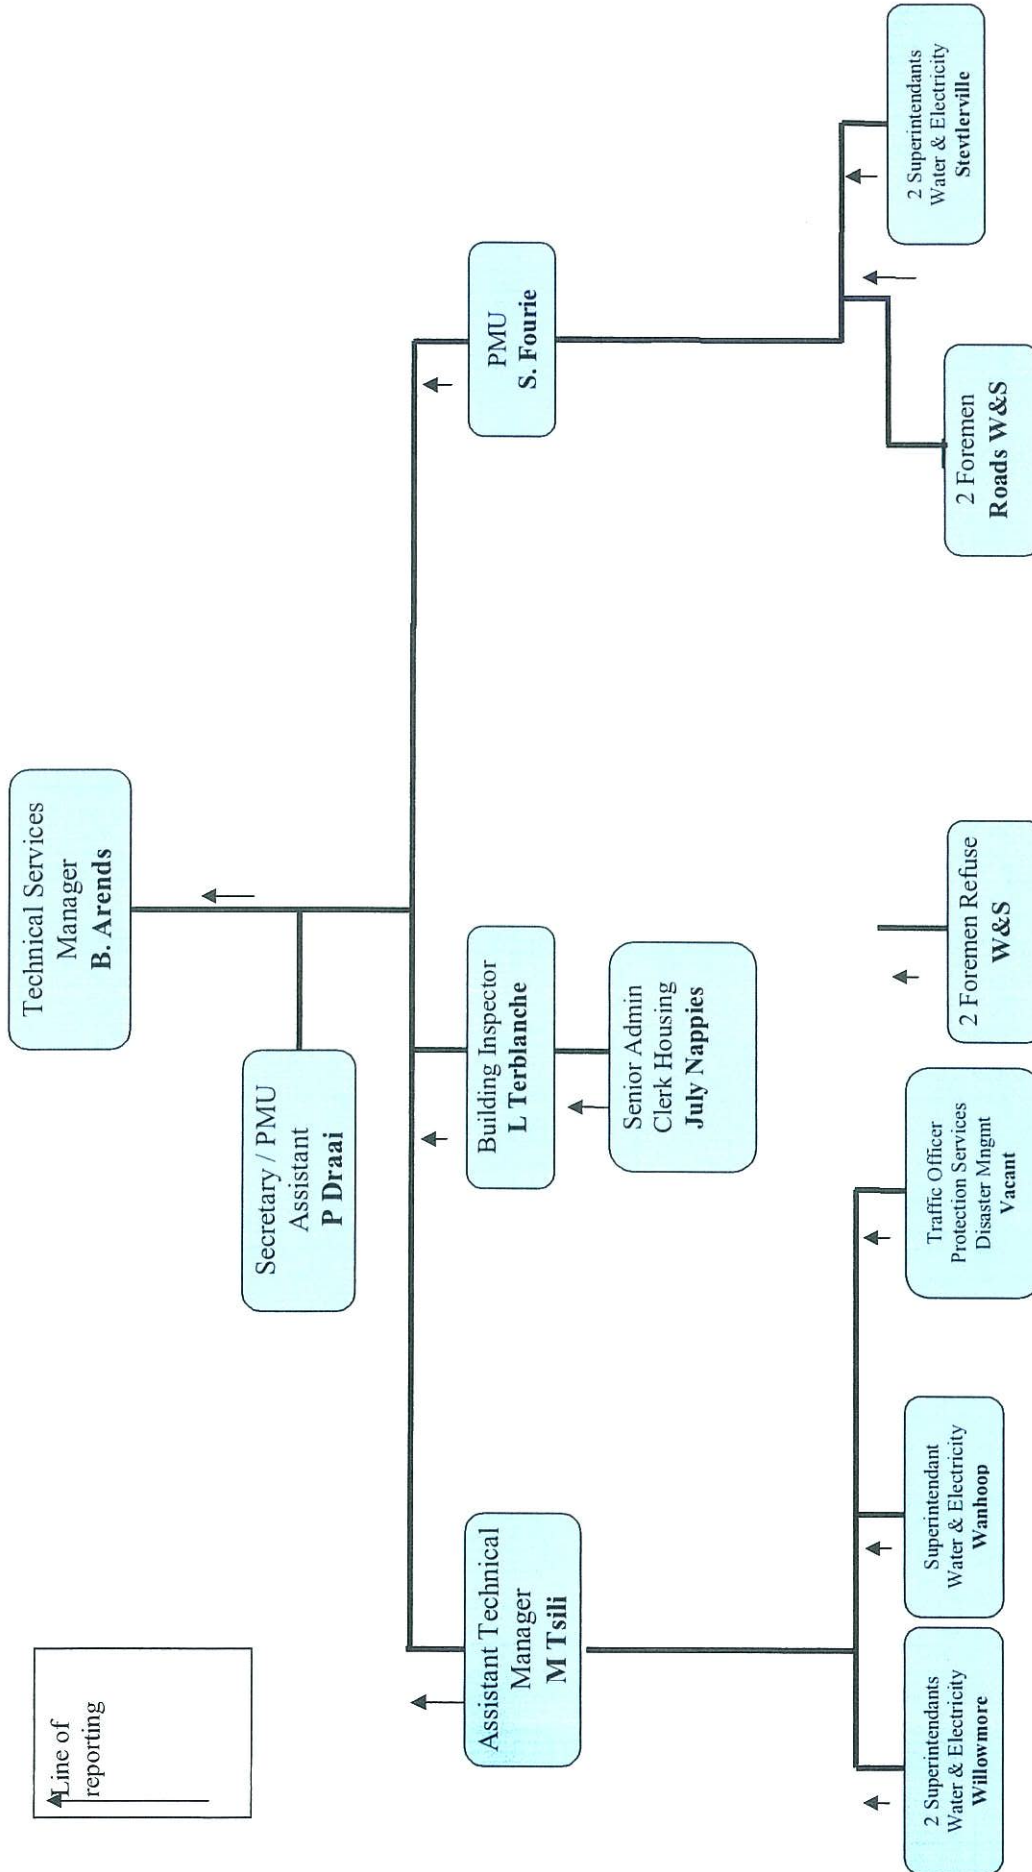 Line of
reporting
Technical Services
Manager
B. Arends
Secretary / PMU
Assistant
P Draai
Assistant Technical
Manager
M Tsili
Building Inspector
L Terblanche
PMU
S. Fourie
Senior Admin
Clerk Housing
July Nappies
2 Superintendants
Water & Electricity
Willowmore
Superintendant
Water & Electricity
Wanhoop
Traffic Officer
Protection Services
Disaster Mngmt
Vacant
2 Foremen Refuse
W&S
2 Foremen
Roads W&S
2 Superintendants
Water & Electricity
Stevtlerville